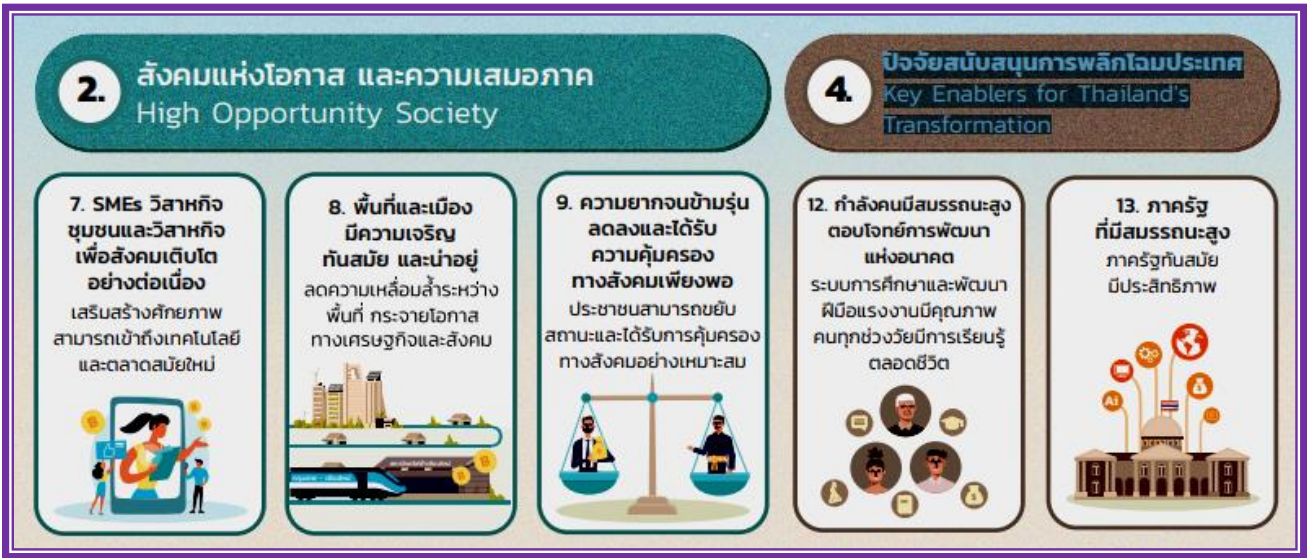 2.
สังคมแห่งโอกาส และความเสมอภาค
High Opportunity Society
4.
ปัจจัยสนับสนุนการพลิกโฉมประเทศ
Key Enablers for Thailand's
Transformation
7. SMEs วิสาหกิจ
ชุมชนและวิสาหกิจ
เพื่อสังคมเติบโต
อย่างต่อเนื่อง
เสริมสร้างศักยภาพ
สามารถเข้าถึงเทคโนโลยี
และตลาดสมัยใหม่
8. พื้นที่และเมือง
มีความเจริญ
ทันสมัย และน่าอยู่
ลดความเหลื่อมล้ำระหว่าง
พื้นที่ กระจายโอกาส
ทางเศรษฐกิจและสังคม
9. ความยากจนข้ามรุ่น
ลดลงและได้รับ
ความคุ้มครอง
ทางสังคมเพียงพอ
ประชาชนสามารถขยับ
สถานะและได้รับการคุ้มครอง
ทางสังคมอย่างเหมาะสม
12. กำลังคนมีสมรรถนะสูง
ตอบโจทย์การพัฒนา
แห่งอนาคต
ระบบการศึกษาและพัฒนา
ฝีมือแรงงานมีคุณภาพ
คนทุกช่วงวัยมีการเรียนรู้
ตลอดชีวิต
13. ภาครัฐ
ที่มีสมรรถนะสูง
ภาครัฐทันสมัย
มีประสิทธิภาพ
Ai